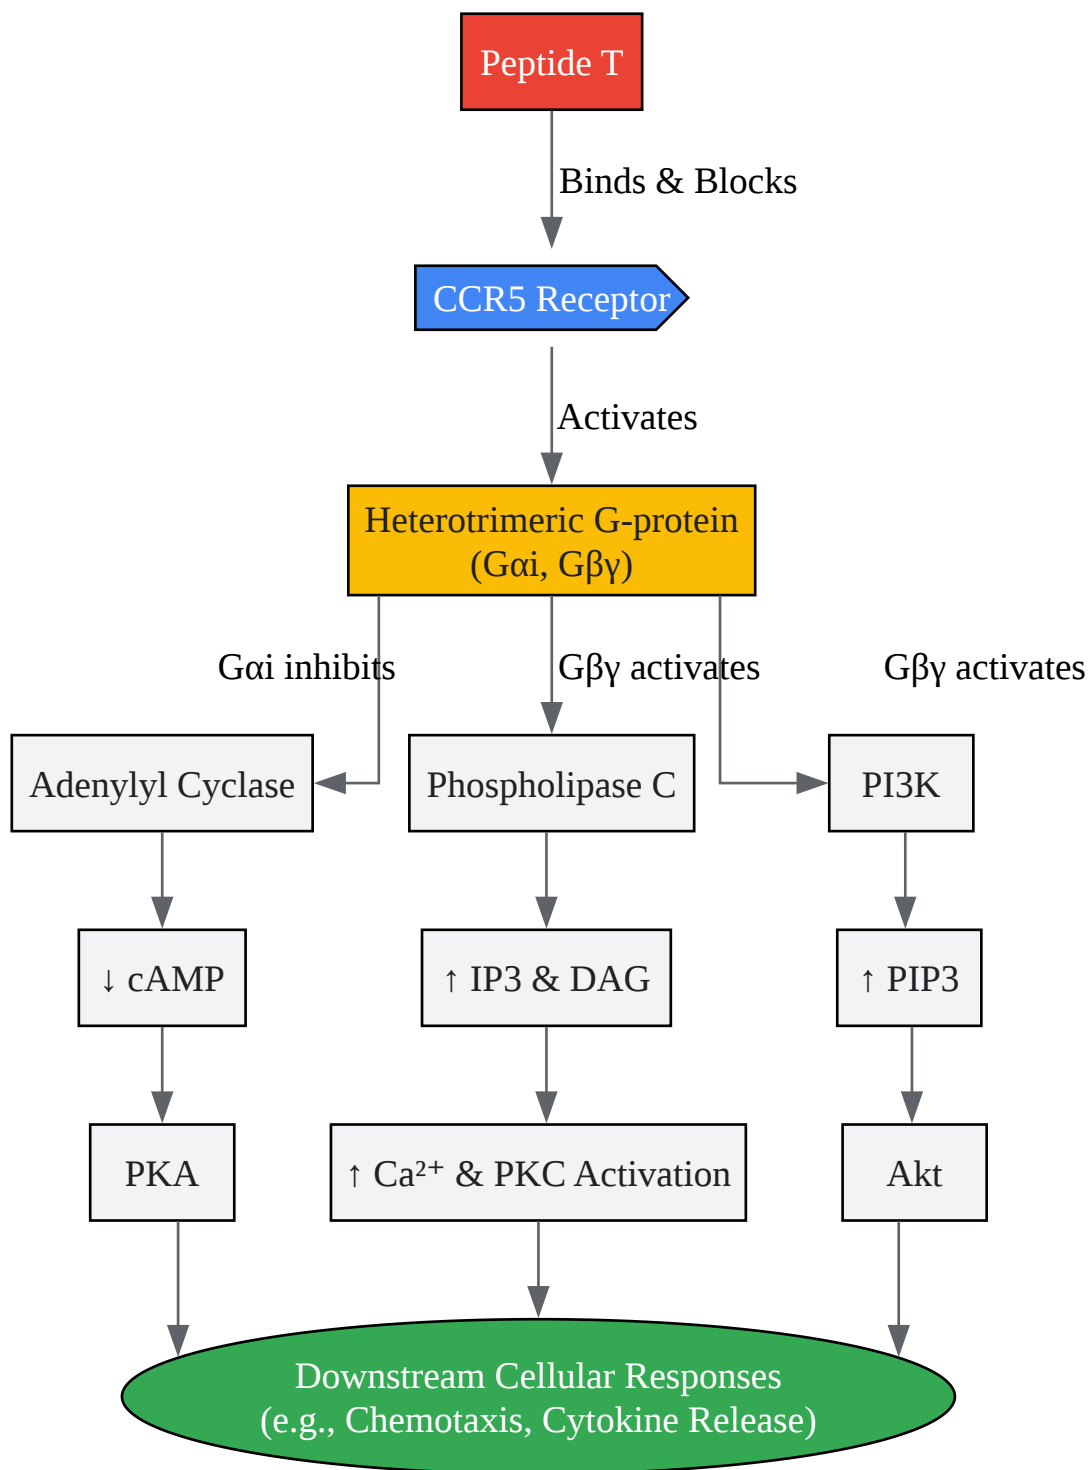 Peptide T
Binds & Blocks
CCR5 Receptor
Activates
Heterotrimeric G-protein
(Gαi, Gβγ)
Gαi inhibits
Gβγ activates
Gβγ activates
Adenylyl Cyclase
Phospholipase C
PI3K
↓ cAMP
↑ IP3 & DAG
↑ PIP3
PKA
↑ Ca²⁺ & PKC Activation
Akt
Downstream Cellular Responses
(e.g., Chemotaxis, Cytokine Release)